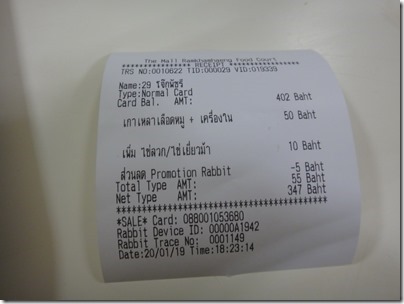 The Mall Ramkhamhaeng Food Court
***************** RECEIPT *****************
TRS NO:0010622 TID:000029 VID:019339
Name:29 โจ๊กพัชรี
Type:Normal Card
Card Bal.  AMT: 402 Baht
เกาเหลาเลือดหมู + เครื่องใน 50 Baht
เพิ่ม ไข่ลวก/ไข่เยี่ยวม้า 10 Baht
ส่วนลด Promotion Rabbit -5 Baht
Total Type  AMT: 55 Baht
Net Type  AMT: 347 Baht
*SALE* Card: 088001053680
Rabbit Device ID: 00000A1942
Rabbit Trace No:  0001149
Date:20/01/19 Time:18:23:14